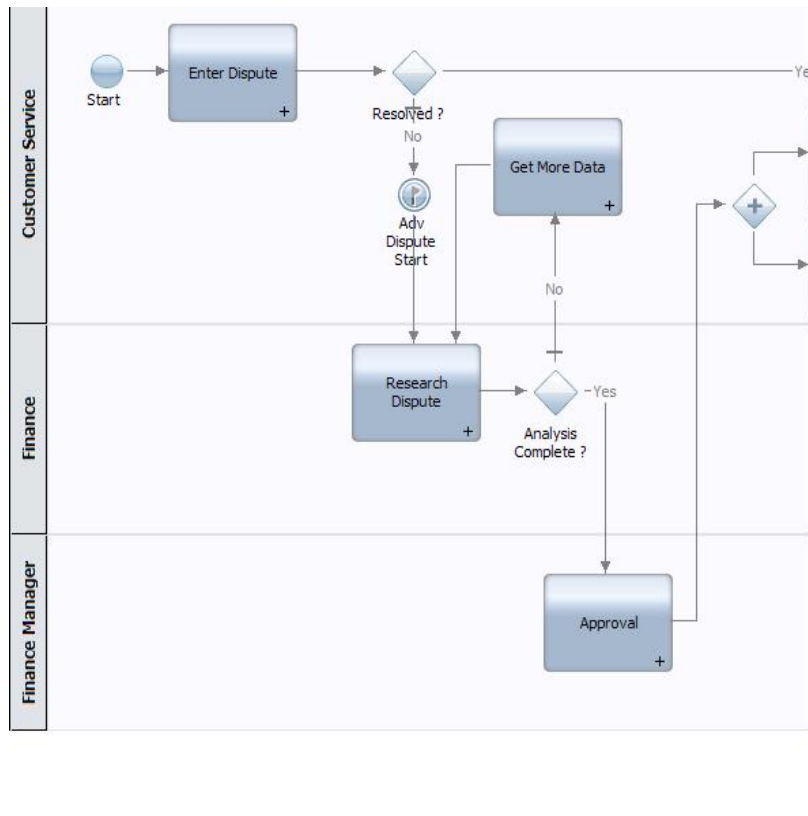 Customer Service
Start
Enter Dispute
+
Resolved ?
No
Adv
Dispute
Start
Get More Data
+
No
Finance
Research
Dispute
+
Analysis
Complete ?
Yes
Finance Manager
Approval
+